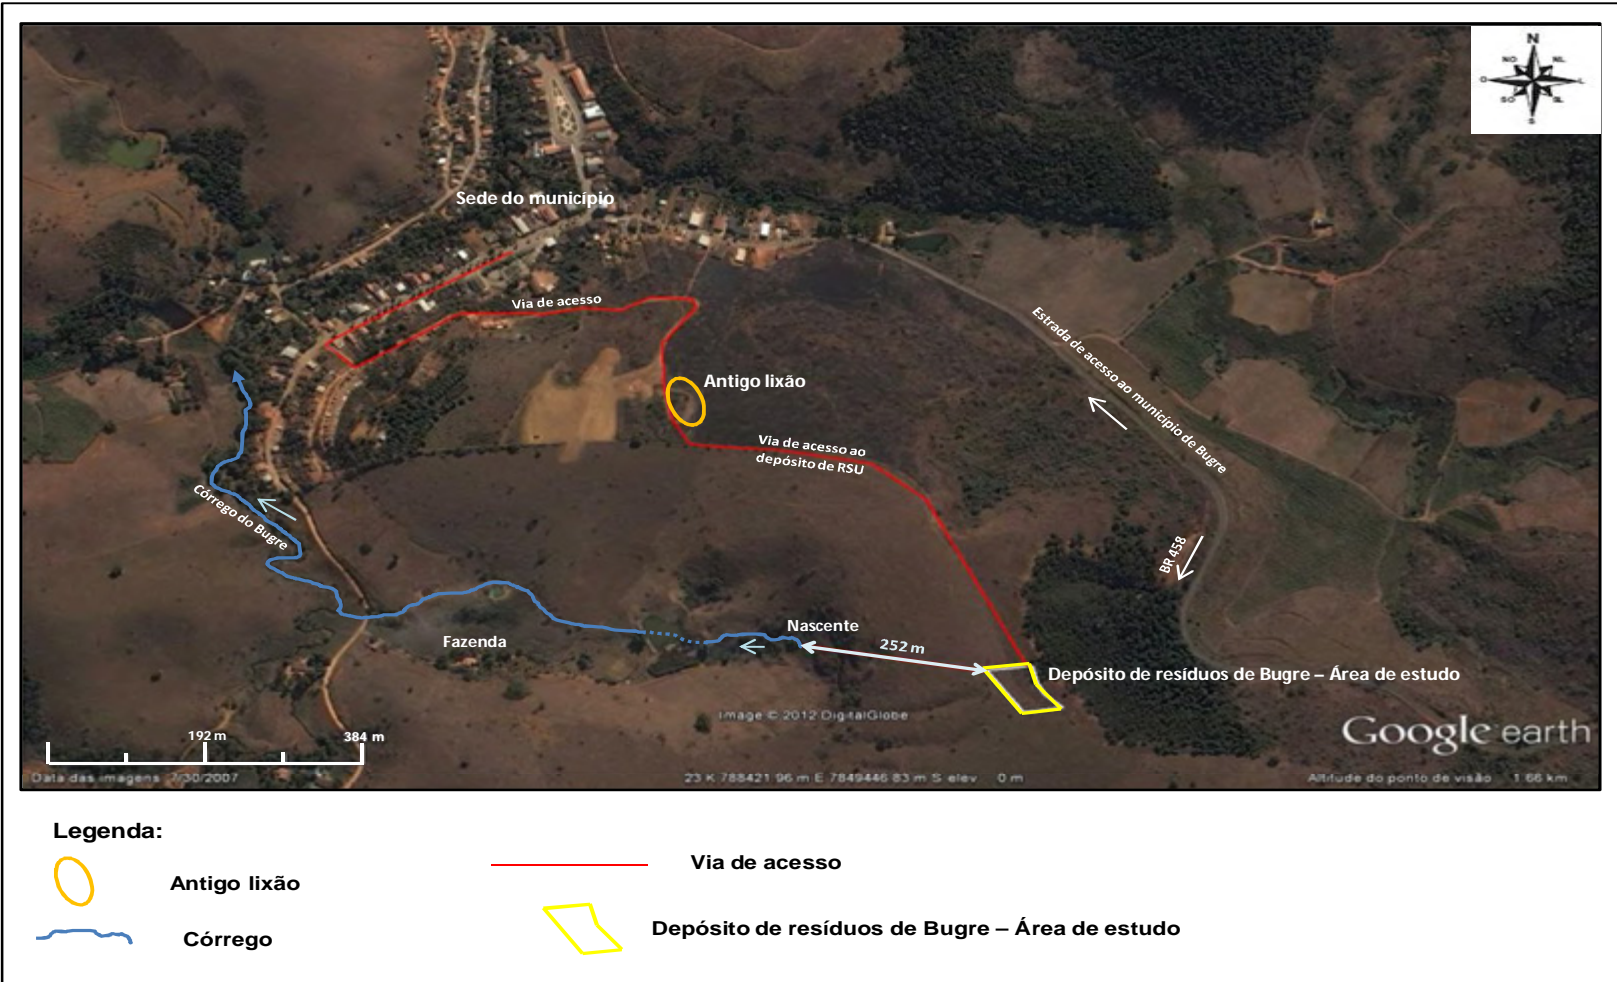 N
NO
NL
O
L
SO
SL
S
Sede do município
Via de acesso
Estrada de acesso ao município de Bugre
Antigo lixão
Via de acesso ao
depósito de RSU
Córrego do Bugre
BR 458
Nascente
252 m
Fazenda
Depósito de resíduos de Bugre – Área de estudo
Image © 2012 DigitalGlobe
Google earth
192 m
384 m
Data das imagens 7/30/2007
23 K 788421.96 m E 7849446.83 m S elev 0 m
Altitude do ponto de visão 1.66 km
Legenda:
Antigo lixão
Via de acesso
Córrego
Depósito de resíduos de Bugre – Área de estudo